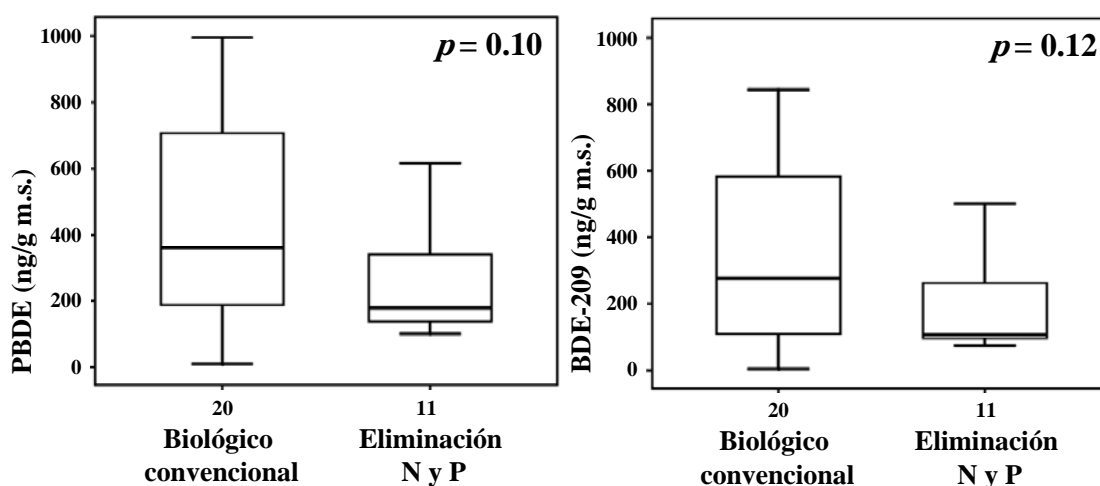 PBDE (ng/g m.s.)
1000
800
600
400
200
0
p = 0.10
20
11
Biológico
convencional
Eliminación
N y P
BDE-209 (ng/g m.s.)
1000
800
600
400
200
0
p = 0.12
20
11
Biológico
convencional
Eliminación
N y P